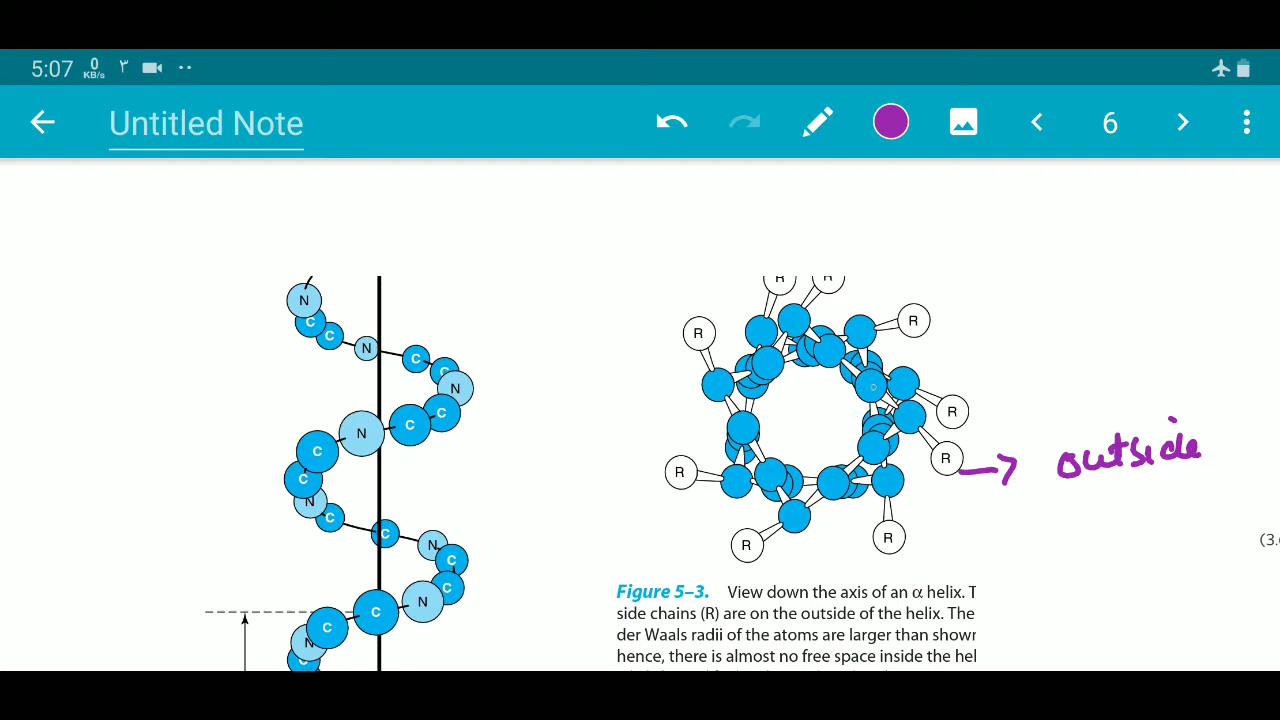 5:07 0 KB/s ٣
Untitled Note
6
N
C
C
N
C
C
N
C
C
N
C
C
N
C
C
N
C
C
N
C
C
N
C
R
R
R
R
R
R
R
R
R
outside
(3.
Figure 5–3. View down the axis of an α helix. T
side chains (R) are on the outside of the helix. The
der Waals radii of the atoms are larger than shown
hence, there is almost no free space inside the hel